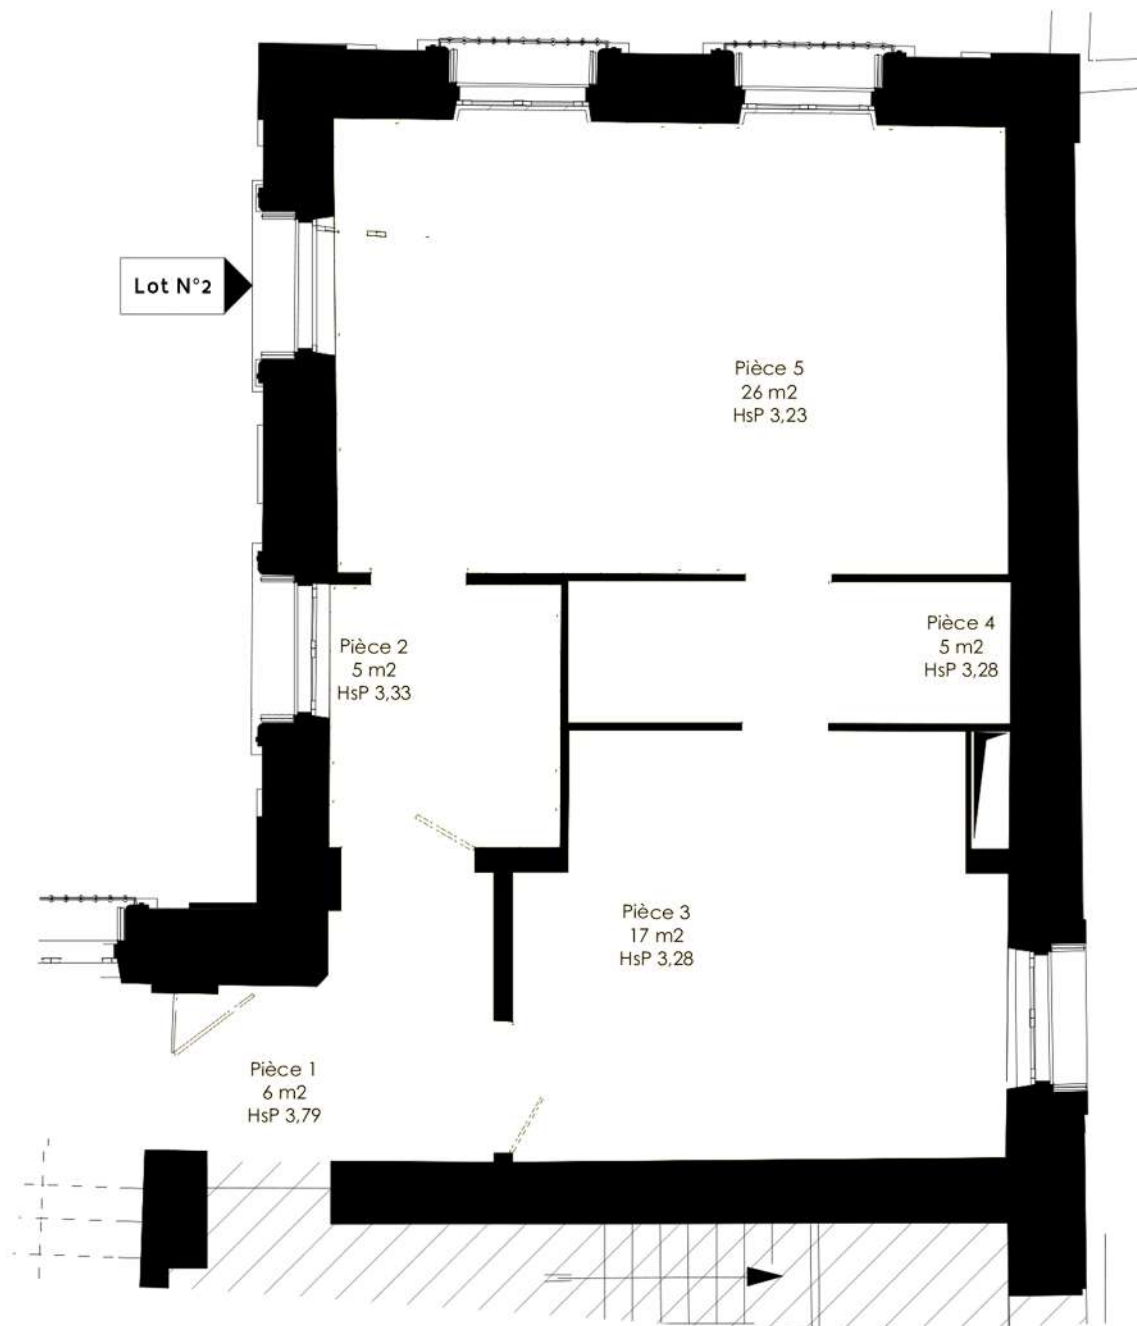 Lot N°2
Pièce 5
26 m2
HsP 3,23
Pièce 2
5 m2
HsP 3,33
Pièce 4
5 m2
HsP 3,28
Pièce 3
17 m2
HsP 3,28
Pièce 1
6 m2
HsP 3,79